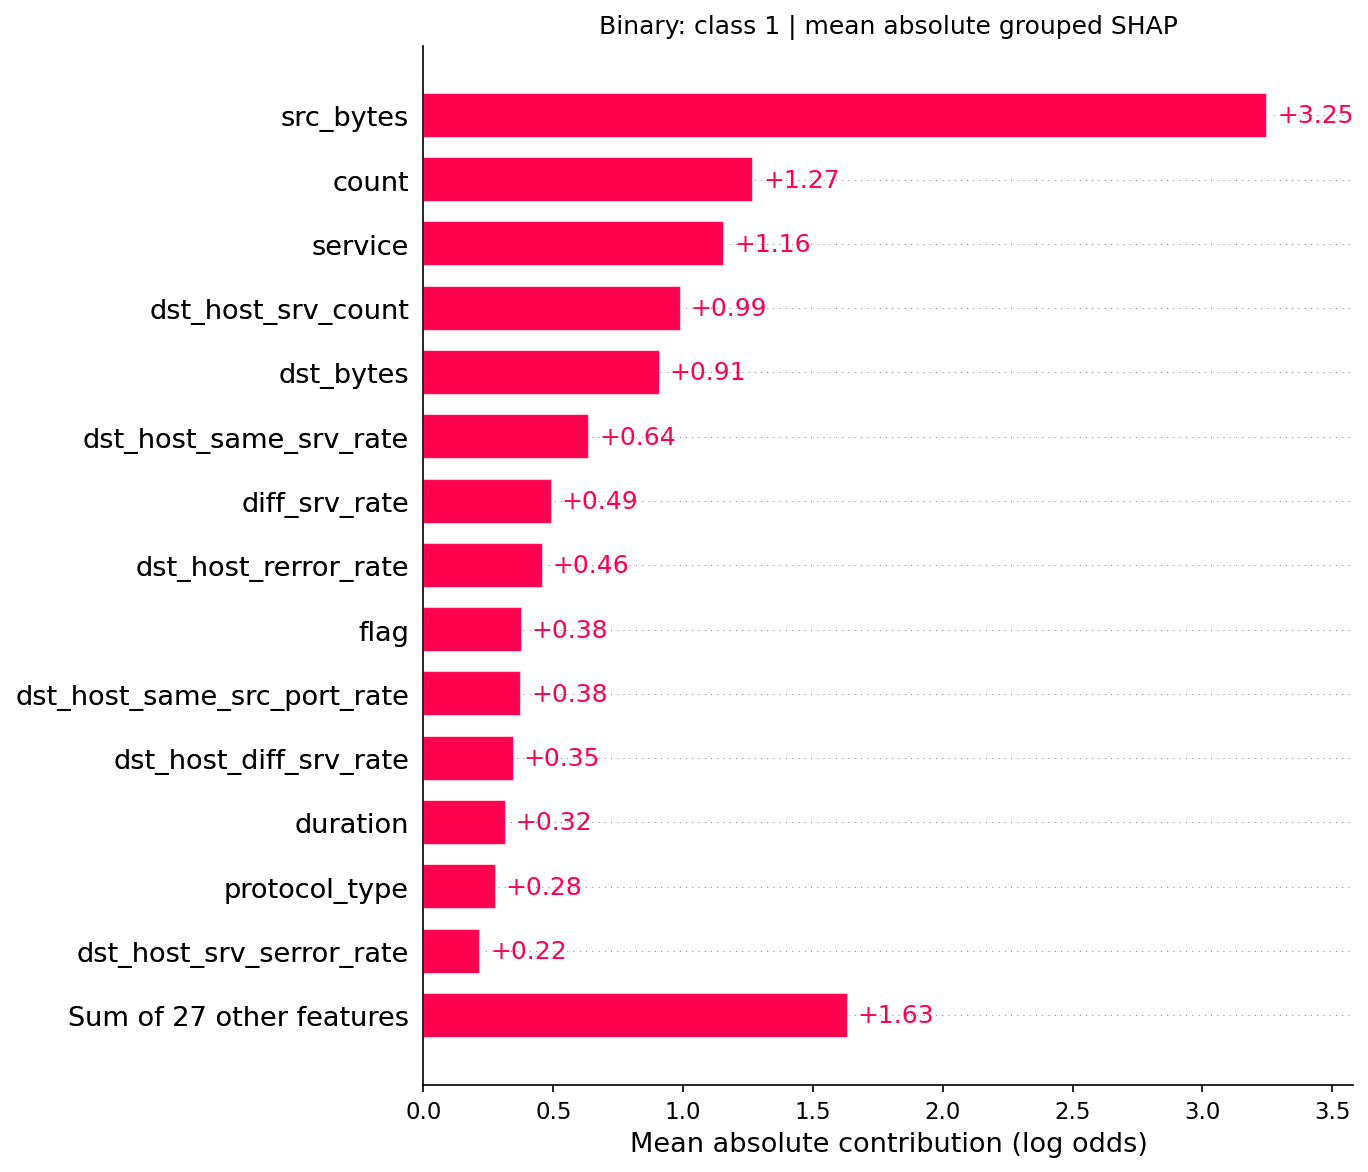 Binary: class 1 | mean absolute grouped SHAP
src_bytes +3.25
count +1.27
service +1.16
dst_host_srv_count +0.99
dst_bytes +0.91
dst_host_same_srv_rate +0.64
diff_srv_rate +0.49
dst_host_rerror_rate +0.46
flag +0.38
dst_host_same_src_port_rate +0.38
dst_host_diff_srv_rate +0.35
duration +0.32
protocol_type +0.28
dst_host_srv_serror_rate +0.22
Sum of 27 other features +1.63
0.0 0.5 1.0 1.5 2.0 2.5 3.0 3.5
Mean absolute contribution (log odds)